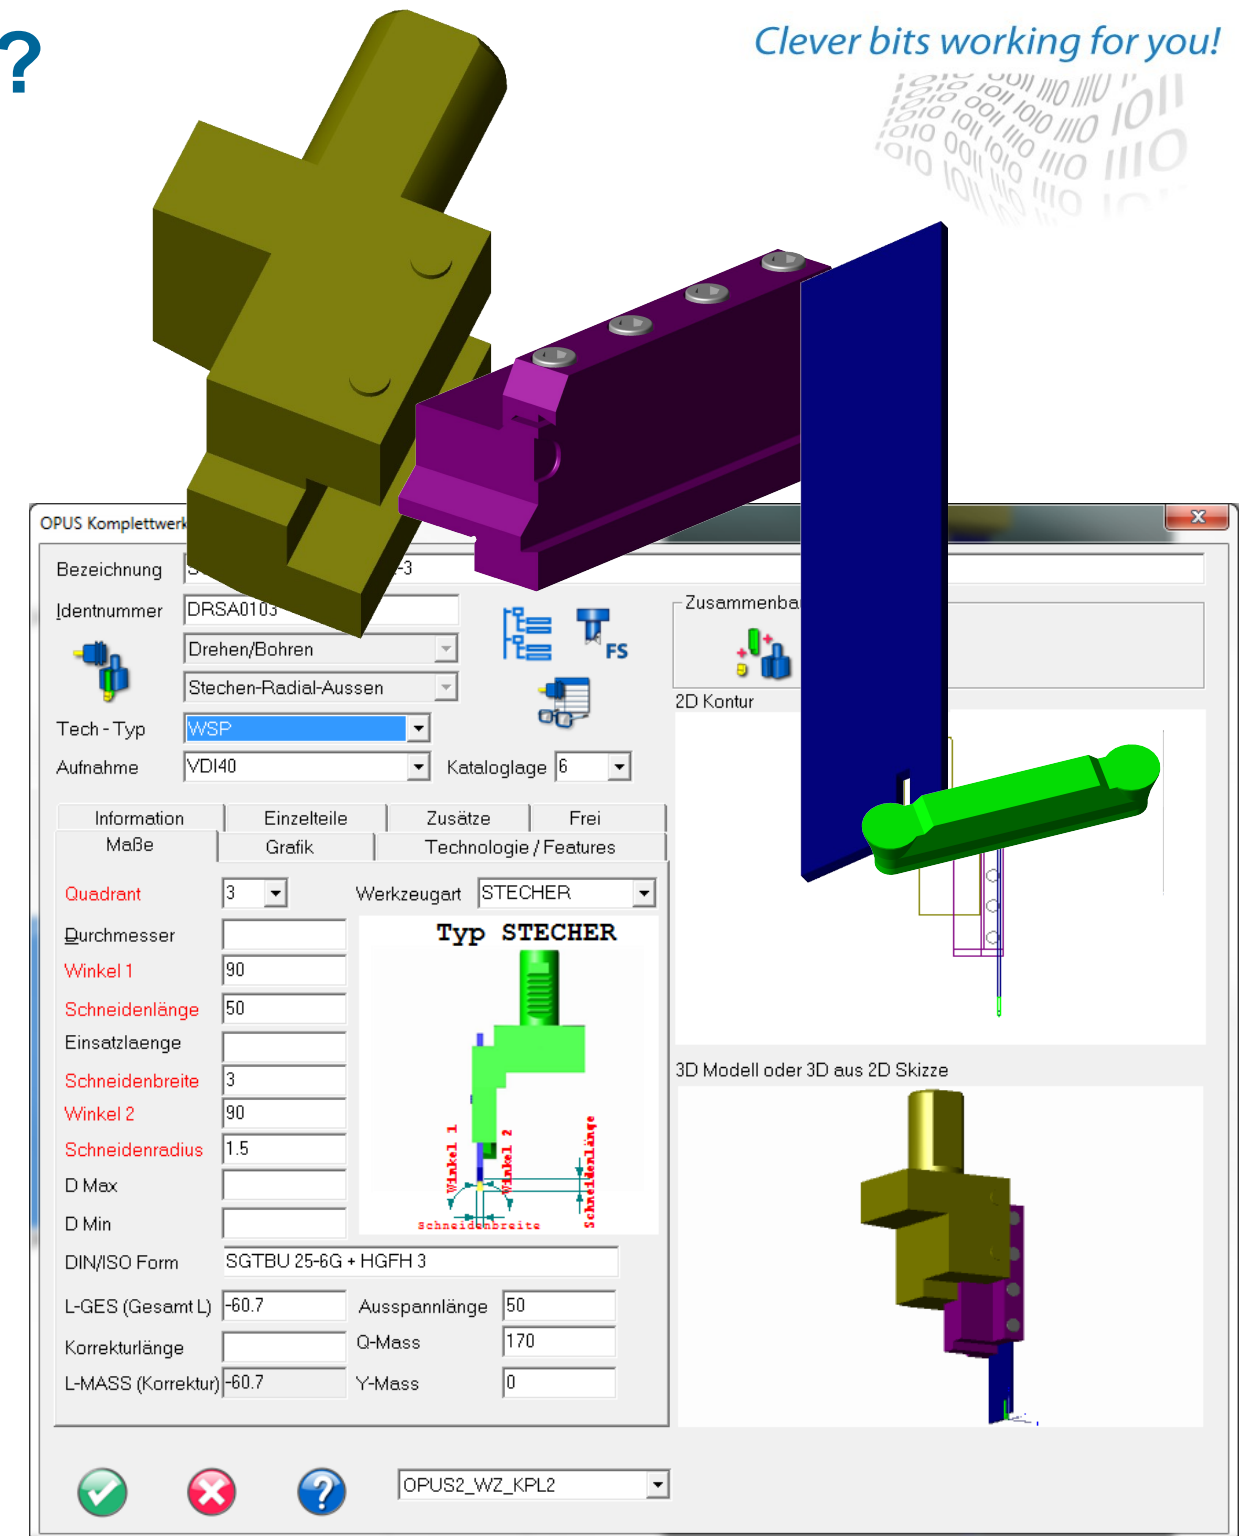 ?
Clever bits working for you!
OPUS Komplettwerk
Bezeichnung
-3
Identnummer DRSA0103
Zusammenba
Drehen/Bohren
FS
Stechen-Radial-Aussen
2D Kontur
Tech - Typ WSP
Aufnahme VDI40 Kataloglage 6
Information Einzelteile Zusätze Frei
Maße Grafik Technologie / Features
Quadrant 3 Werkzeugart STECHER
Durchmesser
Typ STECHER
Winkel 1 90
Schneidenlänge 50
Einsatzlaenge
Schneidenbreite 3
3D Modell oder 3D aus 2D Skizze
Winkel 2 90
Schneidenradius 1.5
Winkel 1
Winkel 2
Schneidenlänge
Schneidenbreite
D Max
D Min
DIN/ISO Form SGTBU 25-6G + HGFH 3
L-GES (Gesamt L) -60.7 Ausspannlänge 50
Korrekturlänge Q-Mass 170
L-MASS (Korrektur) -60.7 Y-Mass 0
OPUS2_WZ_KPL2